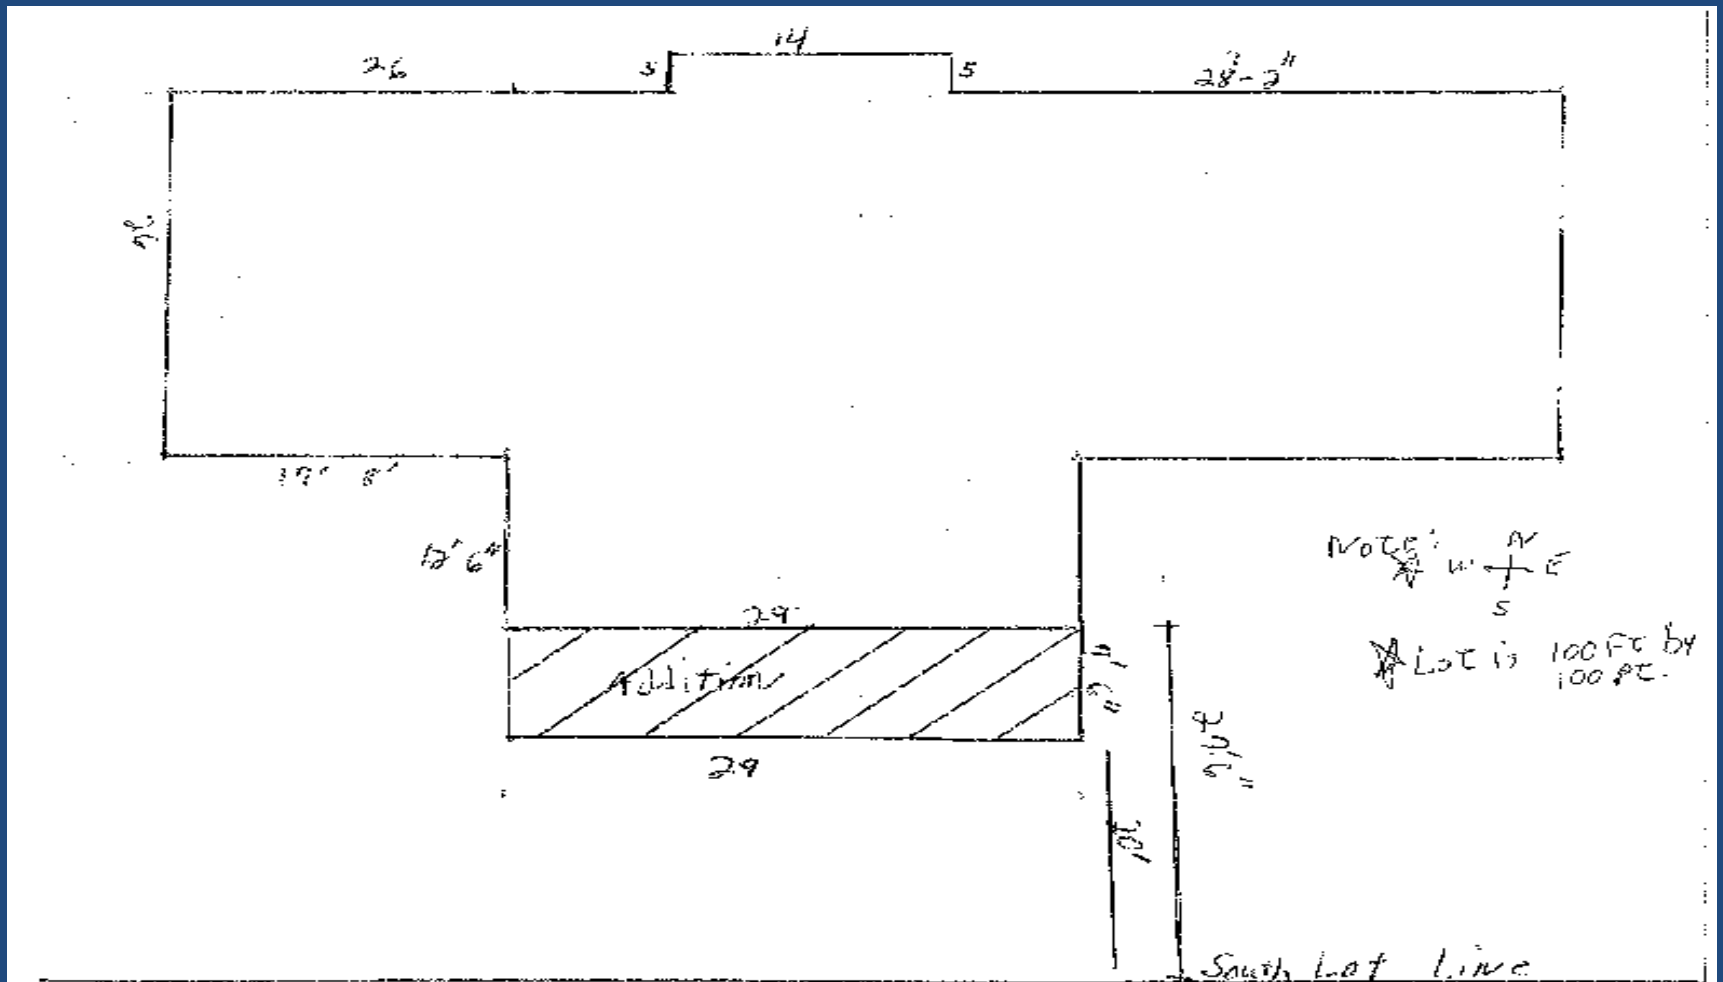 14
26
5
5
28'-2"
12' 6"
29
Addition
29
Note:
N
W E
S
Lot is 100 Ft by
100 Ft.
South Lot Line